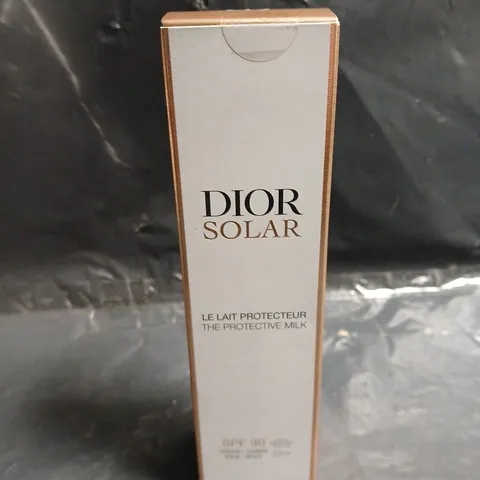 DIOR
SOLAR
LE LAIT PROTECTEUR
THE PROTECTIVE MILK
SPF 30